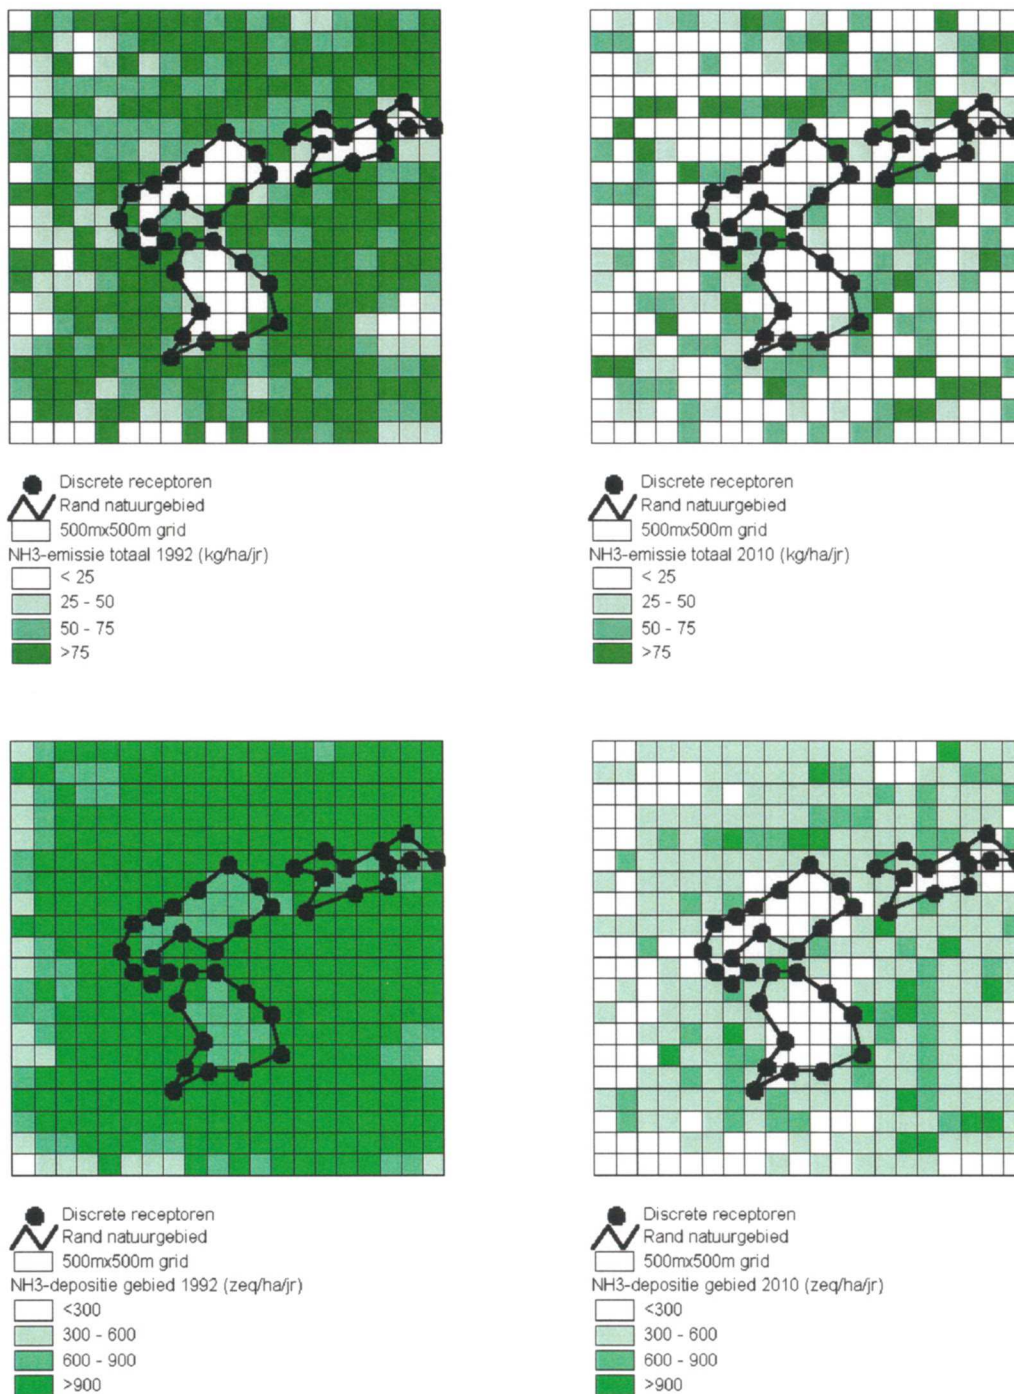 Discrete receptoren
Rand natuurgebied
500mx500m grid
NH3-emissie totaal 1992 (kg/ha/jr)
< 25
25 - 50
50 - 75
>75
Discrete receptoren
Rand natuurgebied
500mx500m grid
NH3-emissie totaal 2010 (kg/ha/jr)
< 25
25 - 50
50 - 75
>75
Discrete receptoren
Rand natuurgebied
500mx500m grid
NH3-depositie gebied 1992 (zeq/ha/jr)
<300
300 - 600
600 - 900
>900
Discrete receptoren
Rand natuurgebied
500mx500m grid
NH3-depositie gebied 2010 (zeq/ha/jr)
<300
300 - 600
600 - 900
>900